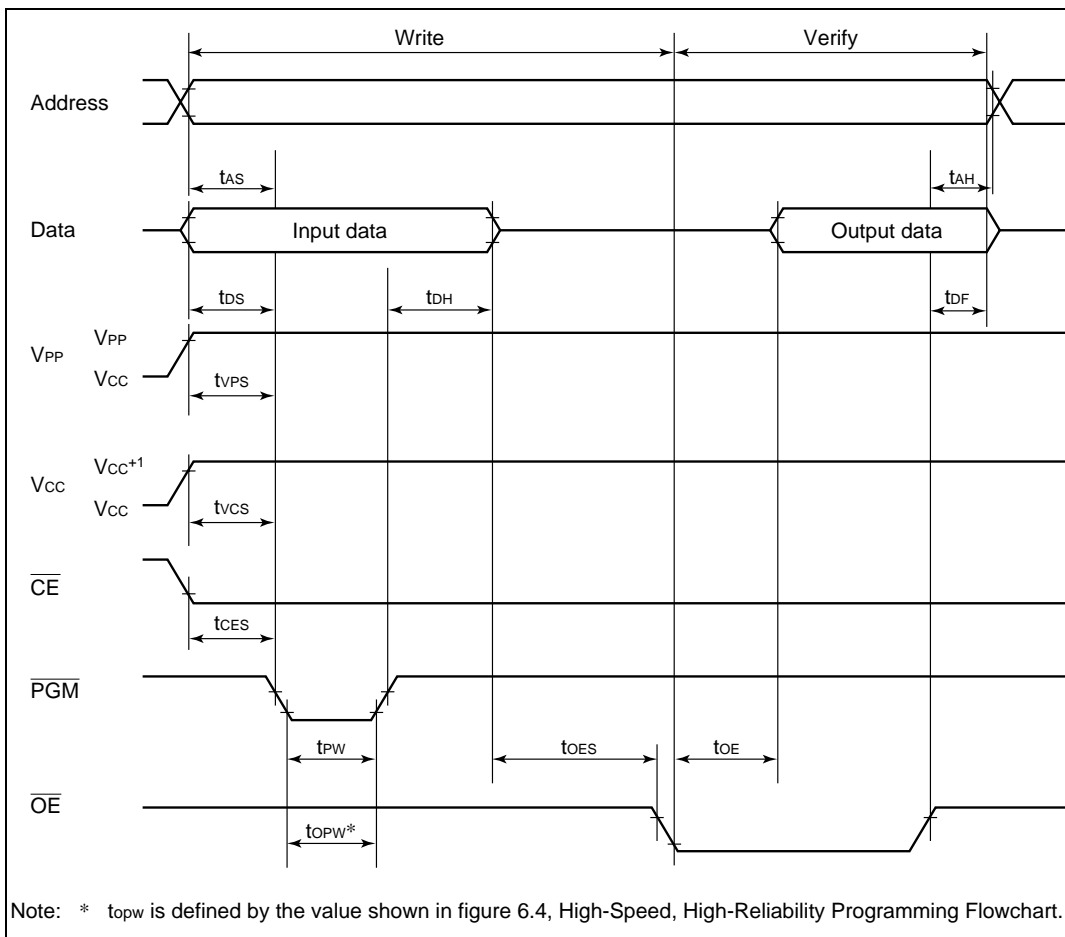 Write Verify
Address
tAS tAH
Data Input data Output data
tDS tDH tDF
VPP VPP
VCC
tVPS
VCC VCC+1
VCC
tVCS
CE
tCES
PGM
tPW tOES tOE
OE
tOPW*
Note: * topw is defined by the value shown in figure 6.4, High-Speed, High-Reliability Programming Flowchart.